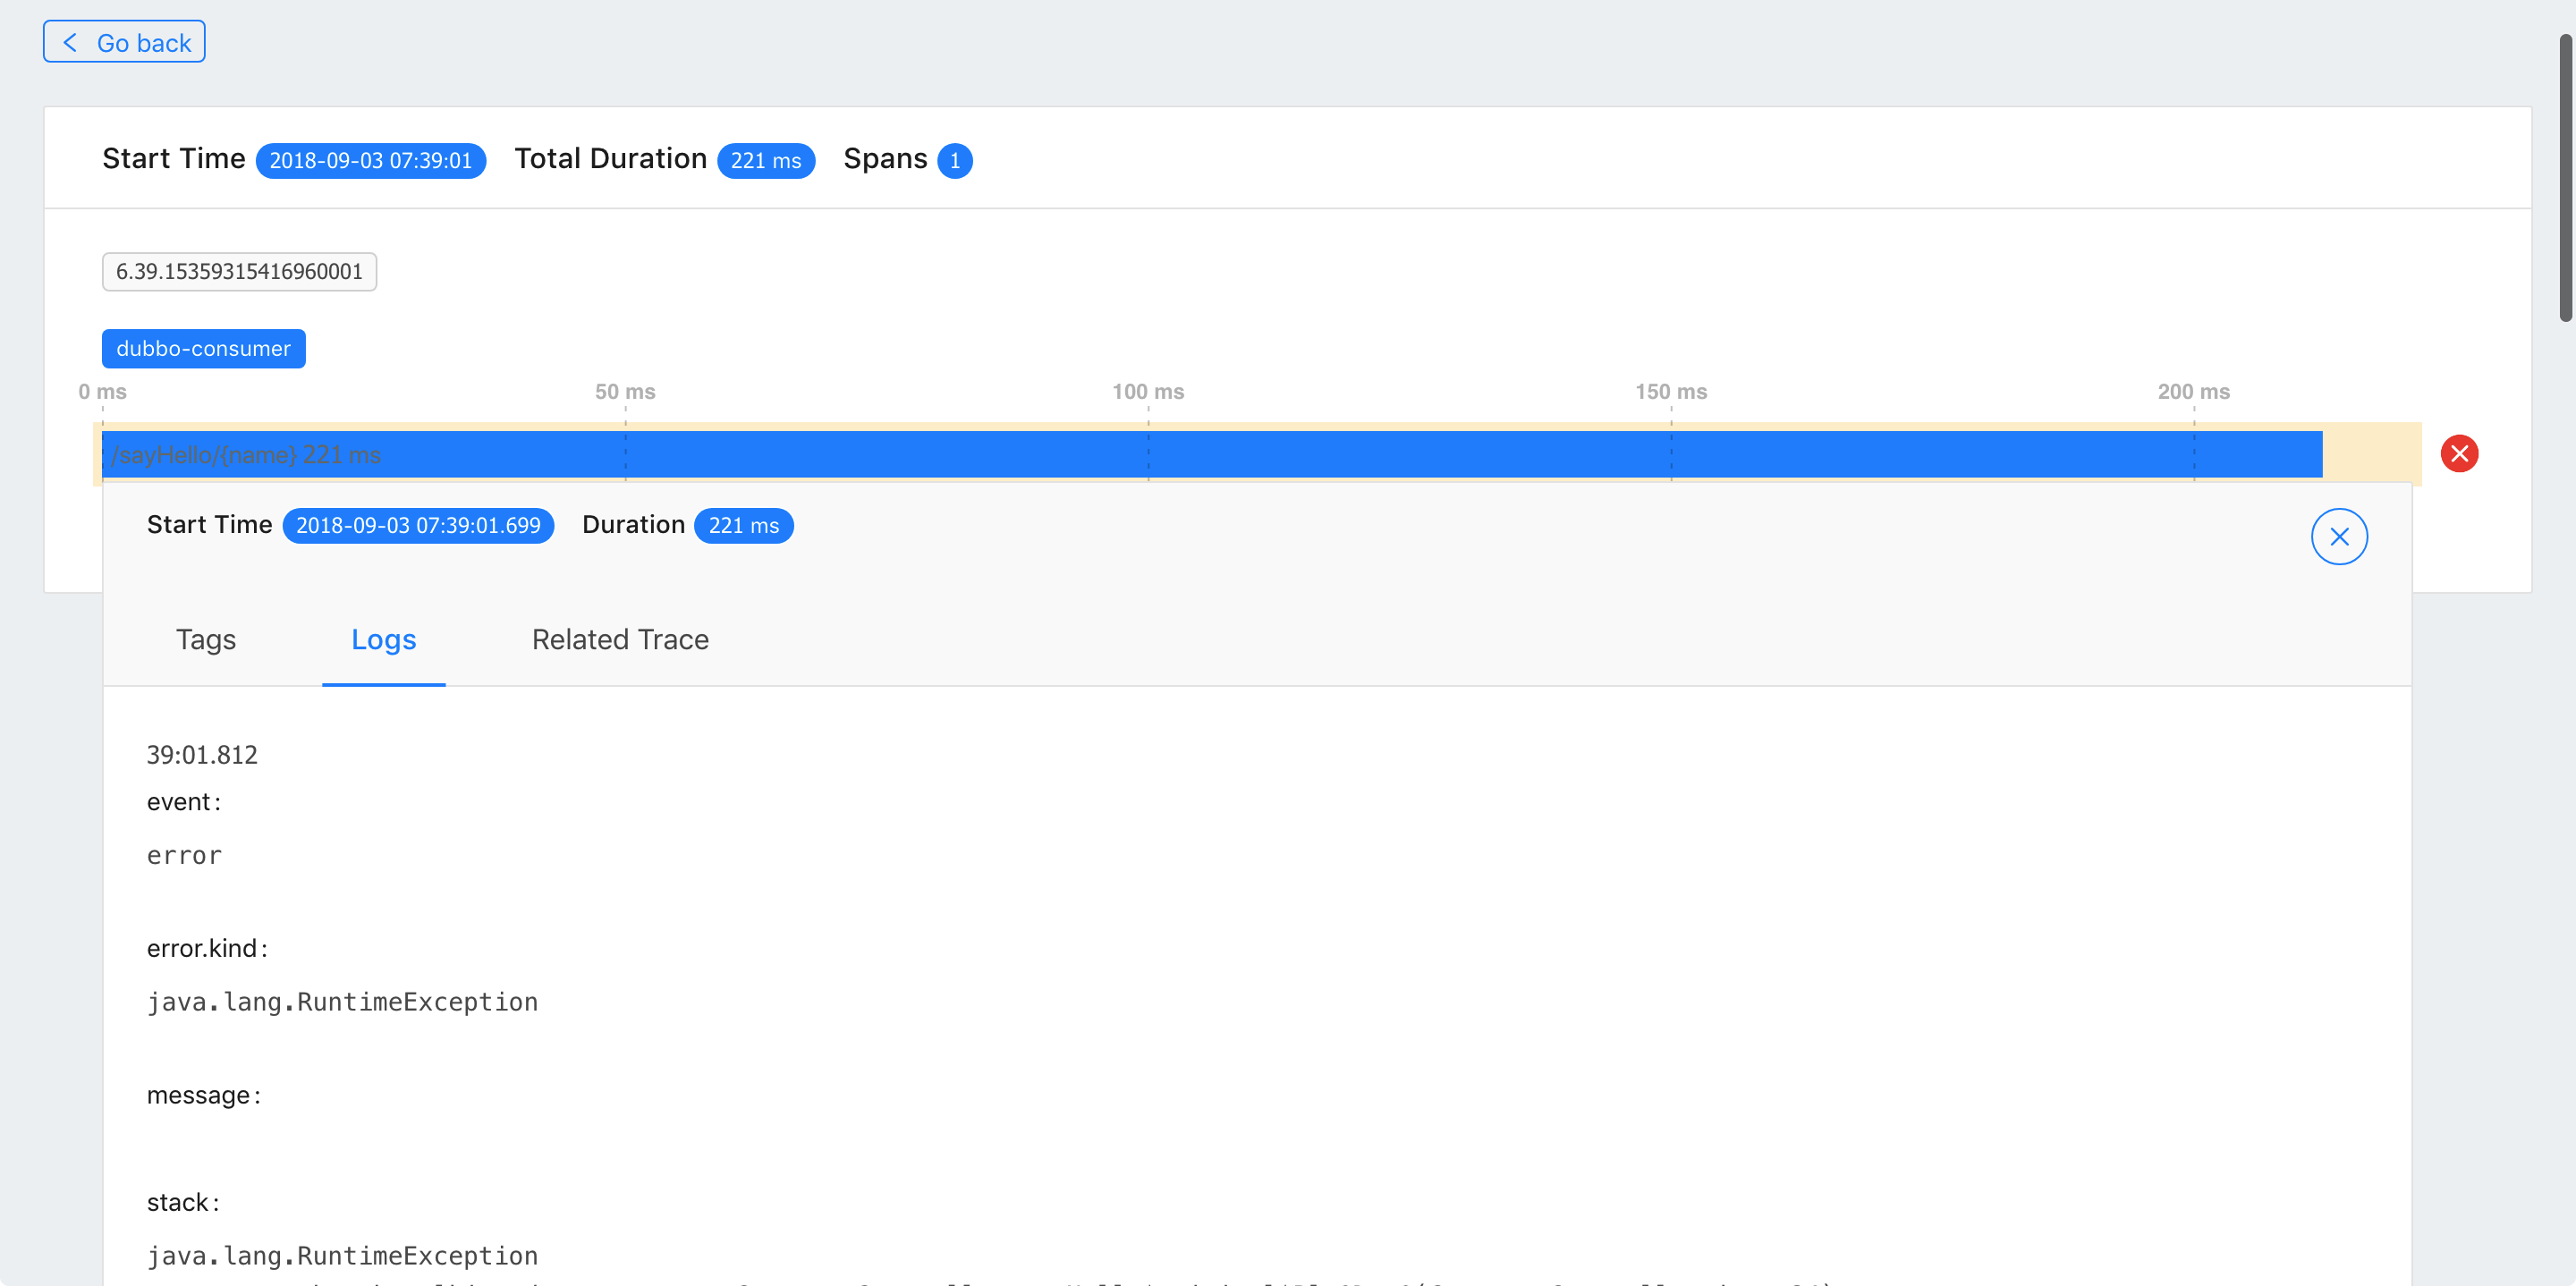 Go back
Start Time 2018-09-03 07:39:01 Total Duration 221 ms Spans 1
6.39.15359315416960001
dubbo-consumer
0 ms 50 ms 100 ms 150 ms 200 ms
/sayHello/{name} 221 ms
Start Time 2018-09-03 07:39:01.699 Duration 221 ms
Tags Logs Related Trace
39:01.812
event:
error
error.kind:
java.lang.RuntimeException
message:
stack:
java.lang.RuntimeException